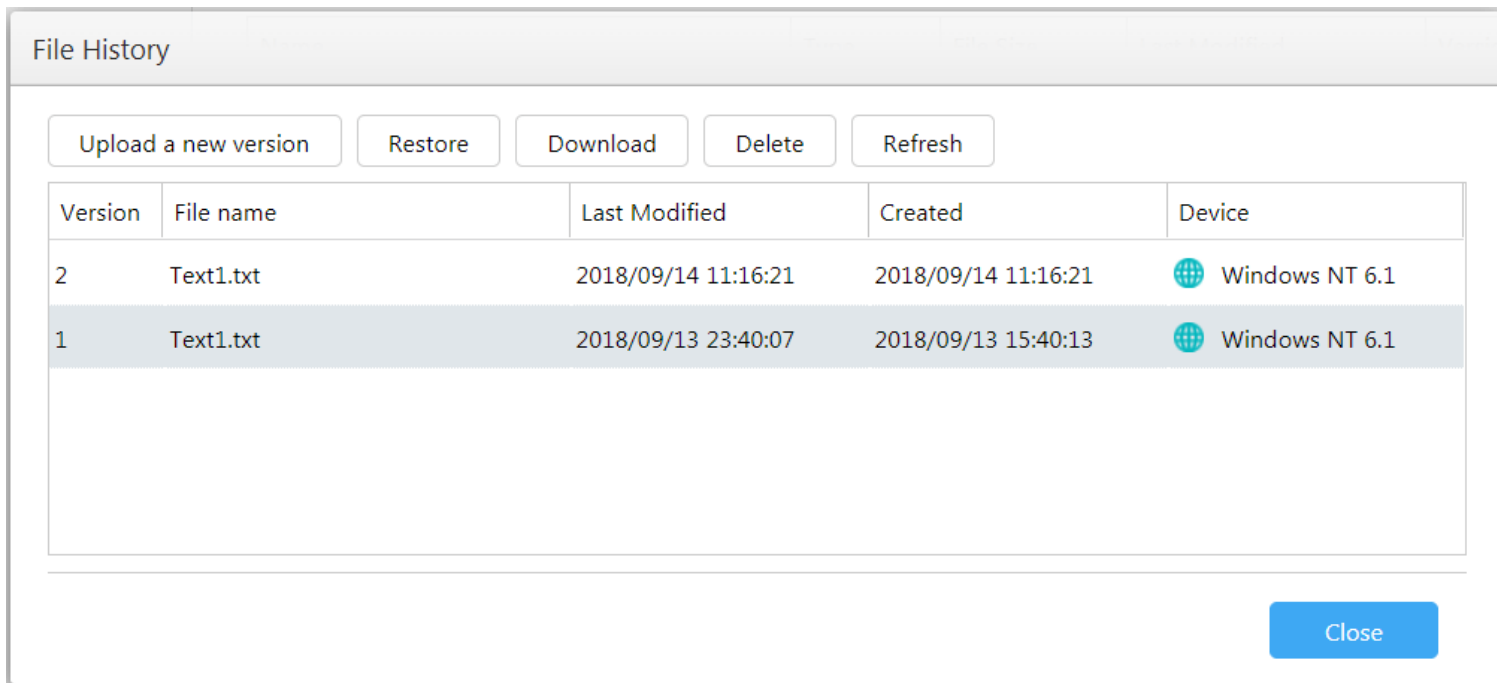 File History
Upload a new version Restore Download Delete Refresh
Version File name Last Modified Created Device
2 Text1.txt 2018/09/14 11:16:21 2018/09/14 11:16:21 Windows NT 6.1
1 Text1.txt 2018/09/13 23:40:07 2018/09/13 15:40:13 Windows NT 6.1
Close